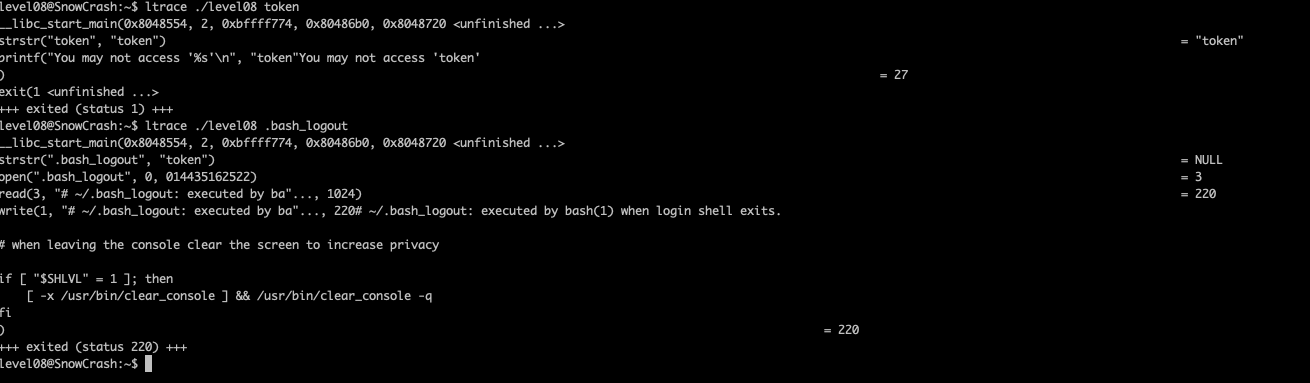 level08@SnowCrash:~$ ltrace ./level08 token
__libc_start_main(0x8048554, 2, 0xbffff774, 0x80486b0, 0x8048720 <unfinished ...>
strstr("token", "token") = "token"
printf("You may not access '%s'\n", "token"You may not access 'token'
) = 27
exit(1 <unfinished ...>
+++ exited (status 1) +++
level08@SnowCrash:~$ ltrace ./level08 .bash_logout
__libc_start_main(0x8048554, 2, 0xbffff774, 0x80486b0, 0x8048720 <unfinished ...>
strstr(".bash_logout", "token") = NULL
open(".bash_logout", 0, 014435162522) = 3
read(3, "# ~/.bash_logout: executed by ba"..., 1024) = 220
write(1, "# ~/.bash_logout: executed by ba"..., 220# ~/.bash_logout: executed by bash(1) when login shell exits.
# when leaving the console clear the screen to increase privacy
if [ "$SHLVL" = 1 ]; then
    [ -x /usr/bin/clear_console ] && /usr/bin/clear_console -q
fi
) = 220
+++ exited (status 220) +++
level08@SnowCrash:~$